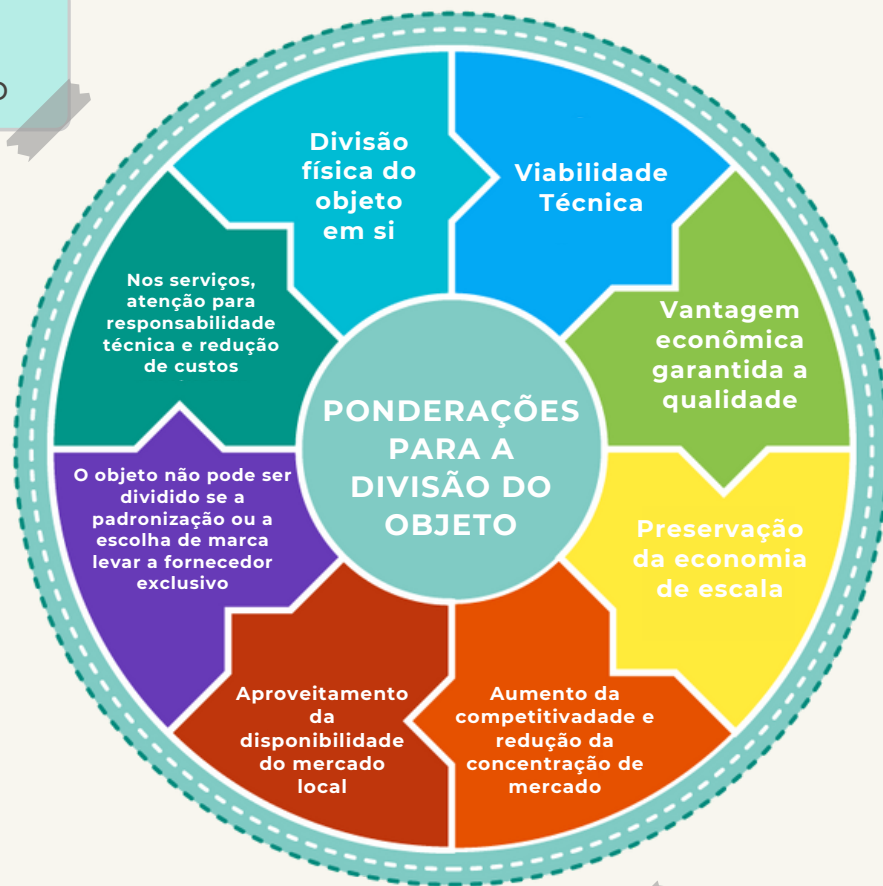 O
Divisão
física do
objeto
em si
Viabilidade
Técnica
Vantagem
econômica
garantida a
qualidade
Preservação
da economia
de escala
Aumento da
competitivadade e
redução da
concentração de
mercado
Aproveitamento
da
disponibilidade
do mercado
local
O objeto não pode ser
dividido se a
padronização ou a
escolha de marca
levar a fornecedor
exclusivo
Nos serviços,
atenção para
responsabilidade
técnica e redução
de custos
PONDERAÇÕES
PARA A
DIVISÃO DO
OBJETO